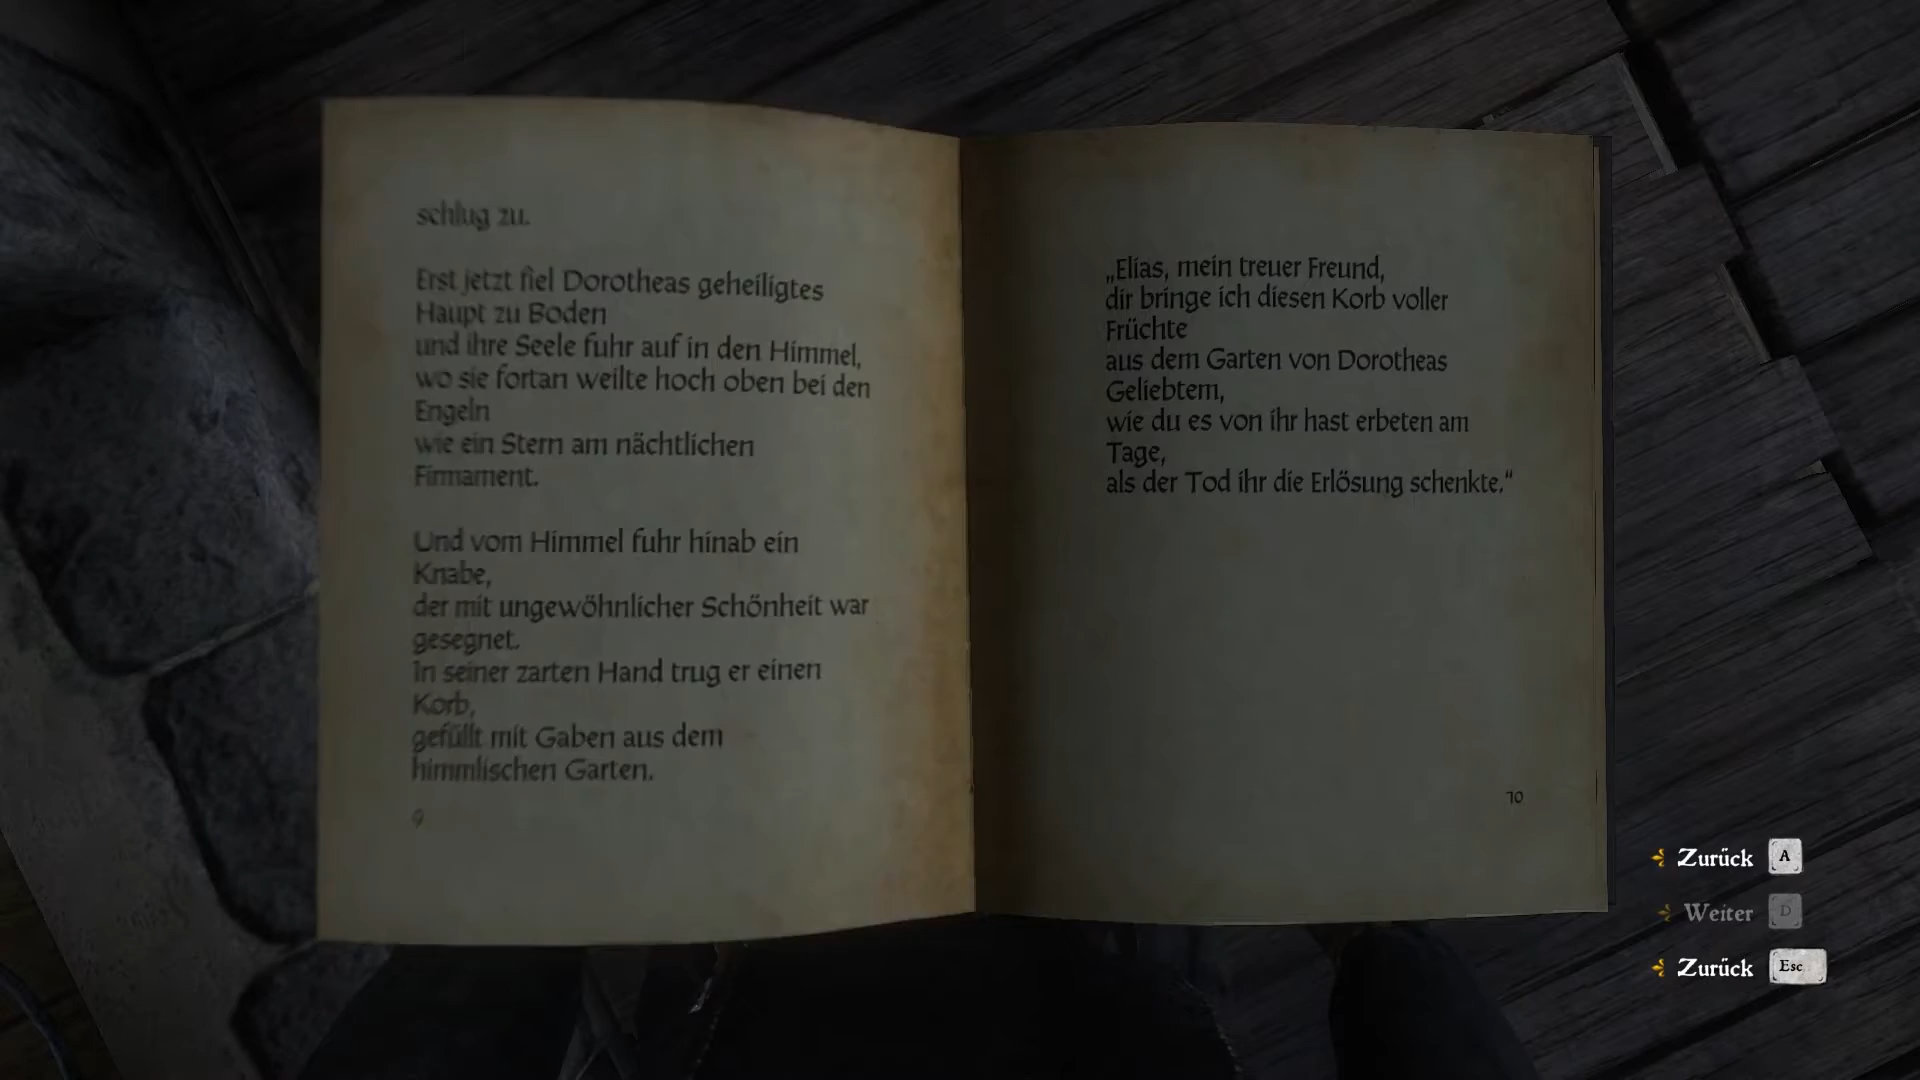 schlug zu.
Erst jetzt fiel Dorotheas geheiligtes
Haupt zu Boden
und ihre Seele fuhr auf in den Himmel,
wo sie fortan weilte hoch oben bei den
Engeln
wie ein Stern am nächtlichen
Firmament.
Und vom Himmel fuhr hinab ein
Knabe,
der mit ungewöhnlicher Schönheit war
gesegnet.
In seiner zarten Hand trug er einen
Korb,
gefüllt mit Gaben aus dem
himmlischen Garten.
9
„Elias, mein treuer Freund,
dir bringe ich diesen Korb voller
Früchte
aus dem Garten von Dorotheas
Geliebtem,
wie du es von ihr hast erbeten am
Tage,
als der Tod ihr die Erlösung schenkte.“
10
Zurück A
Weiter D
Zurück Esc